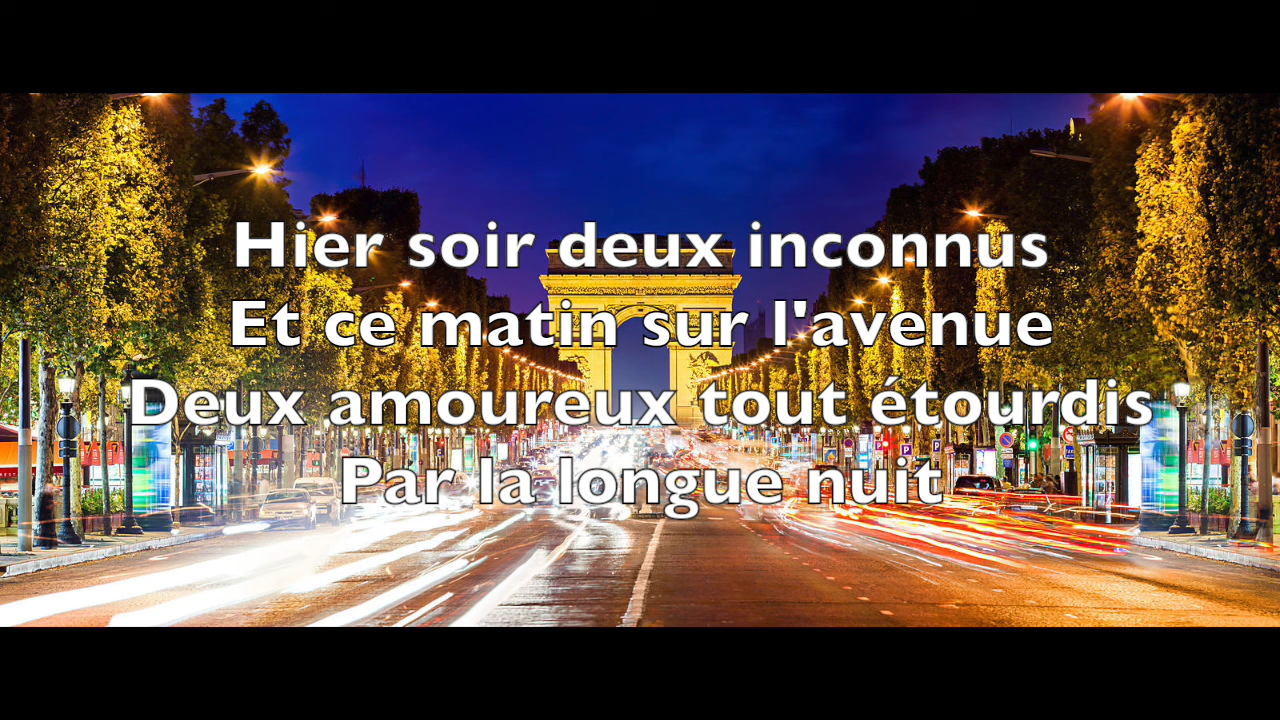 Hier soir deux inconnus
Et ce matin sur l'avenue
Deux amoureux tout étourdis
Par la longue nuit